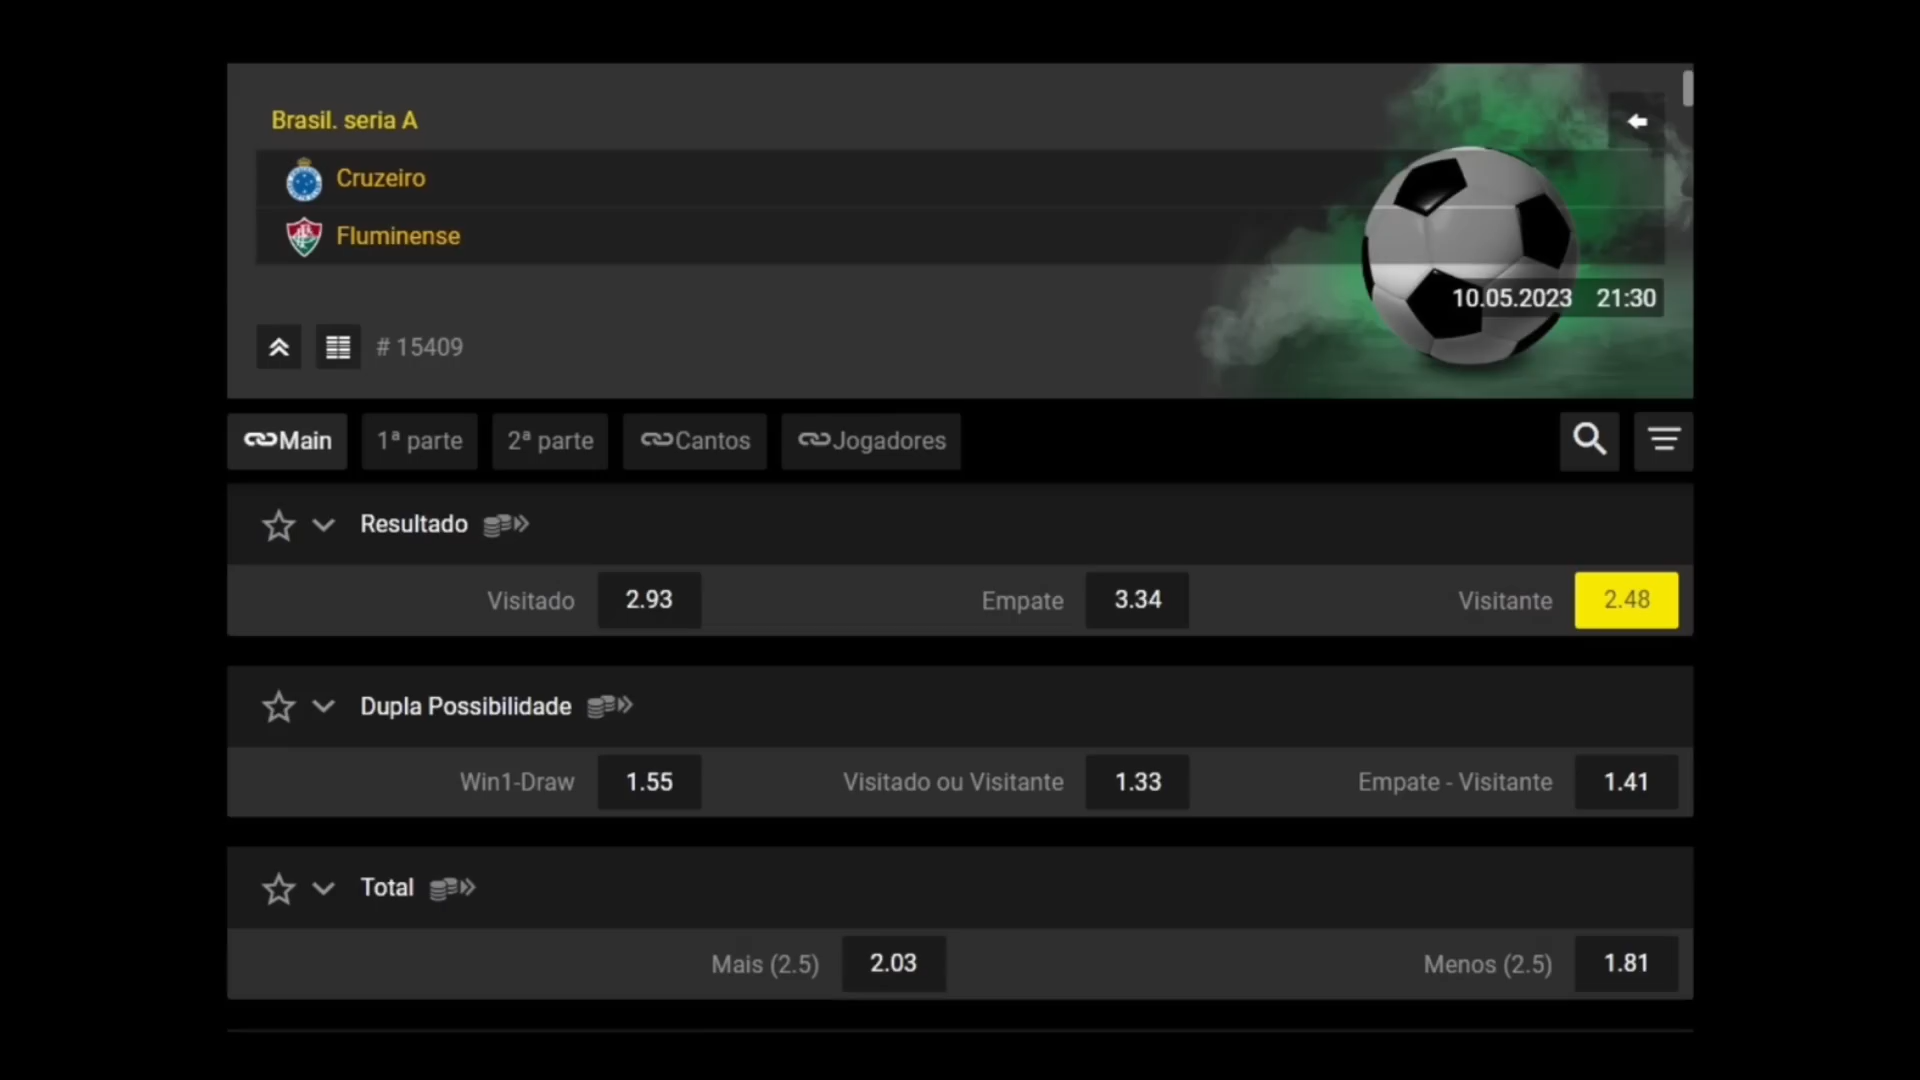 Brasil. seria A
Cruzeiro
Fluminense
10.05.2023 21:30
# 15409
Main 1ª parte 2ª parte Cantos Jogadores
Resultado
Visitado 2.93 Empate 3.34 Visitante 2.48
Dupla Possibilidade
Win1-Draw 1.55 Visitado ou Visitante 1.33 Empate - Visitante 1.41
Total
Mais (2.5) 2.03 Menos (2.5) 1.81